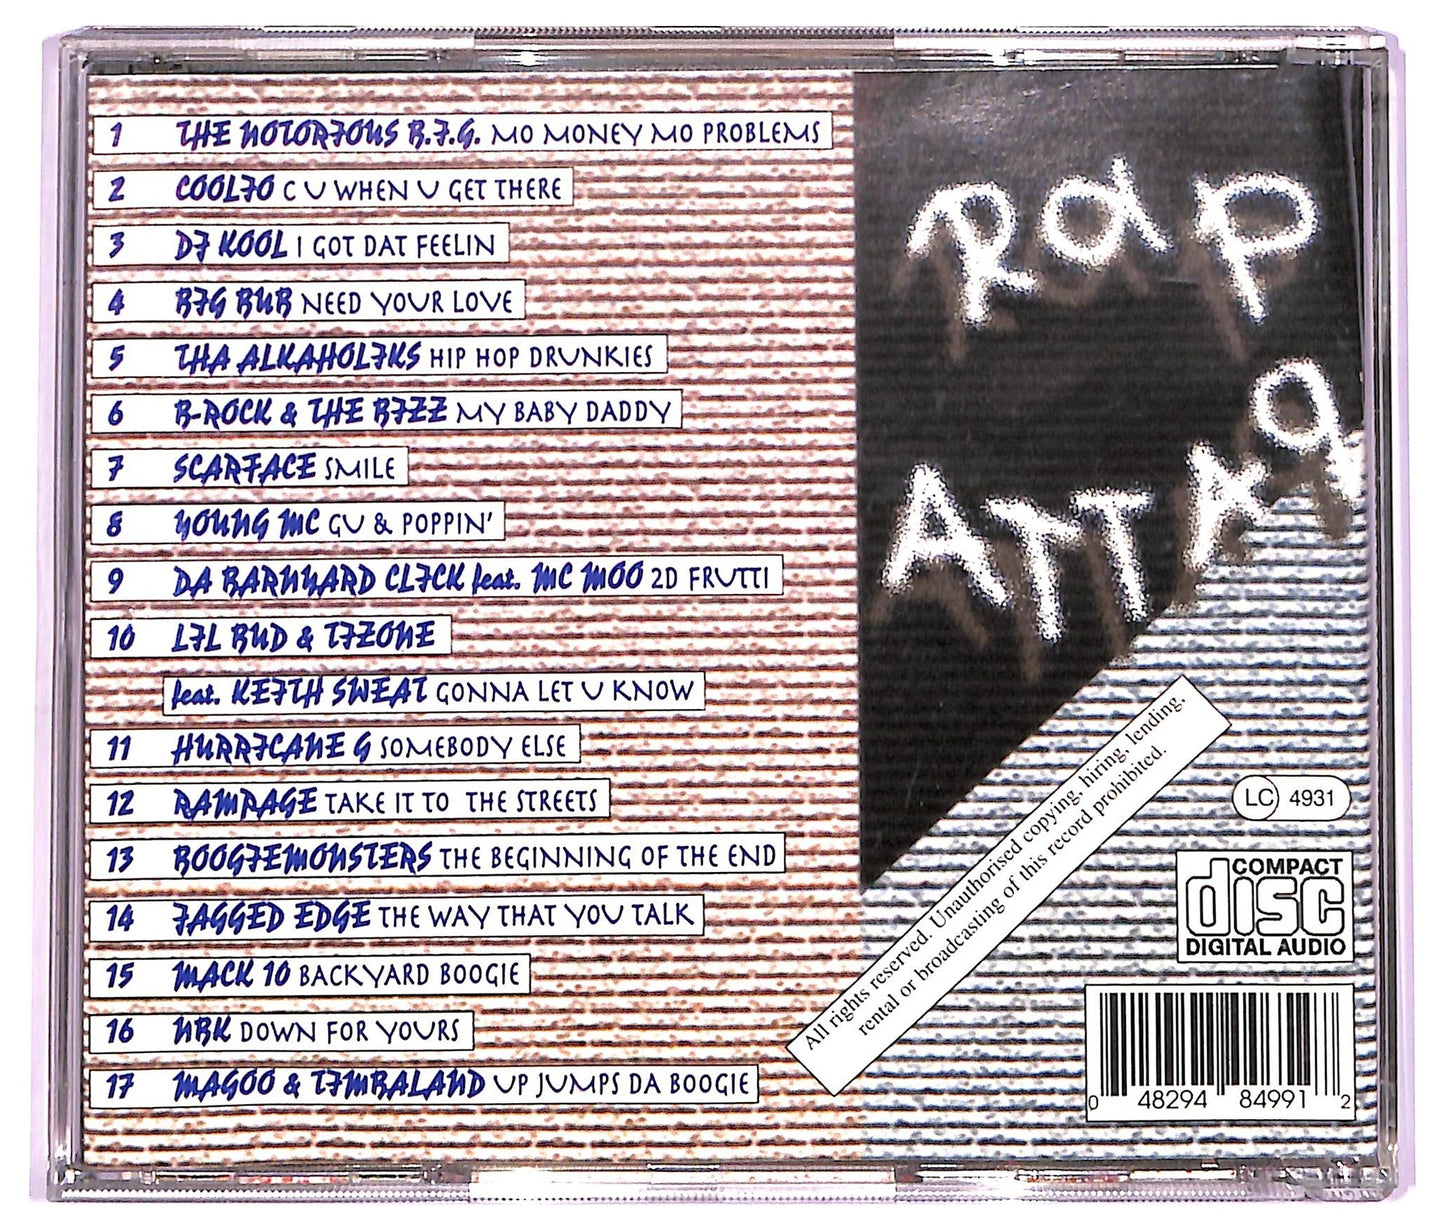 1 THE NOTORIOUS B.I.G. MO MONEY MO PROBLEMS
2 COOLIO C U WHEN U GET THERE
3 DJ KOOL I GOT DAT FEELIN
4 BIG BUB NEED YOUR LOVE
5 THA ALKAHOLIKS HIP HOP DRUNKIES
6 B-ROCK & THE BIZZ MY BABY DADDY
7 SCARFACE SMILE
8 YOUNG MC GU & POPPIN'
9 DA BARNYARD CLICK feat. MC MOO 2D FRUTTI
10 LIL BUD & TIZONE
feat. KEITH SWEAT GONNA LET U KNOW
11 HURRICANE G SOMEBODY ELSE
12 RAMPAGE TAKE IT TO THE STREETS
13 BOOGIEMONSTERS THE BEGINNING OF THE END
14 JAGGED EDGE THE WAY THAT YOU TALK
15 MACK 10 BACKYARD BOOGIE
16 NBK DOWN FOR YOURS
17 MAGOO & TIMBALAND UP JUMPS DA BOOGIE
Rap
ATTAq
All rights reserved. Unauthorised copying, hiring, lending,
rental or broadcasting of this record prohibited.
LC 4931
COMPACT
disc
DIGITAL AUDIO
0 48294 84991 2